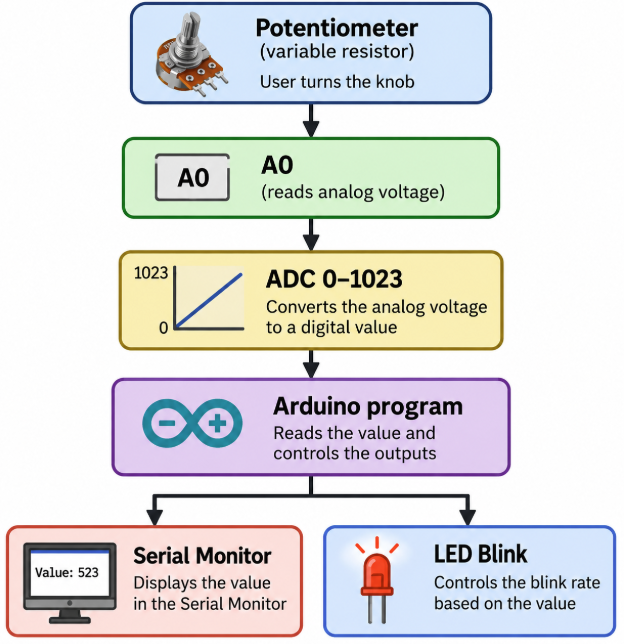 Potentiometer
(variable resistor)
User turns the knob
A0
A0
(reads analog voltage)
1023
0
ADC 0–1023
Converts the analog voltage
to a digital value
Arduino program
Reads the value and
controls the outputs
Value: 523
Serial Monitor
Displays the value
in the Serial Monitor
LED Blink
Controls the blink rate
based on the value